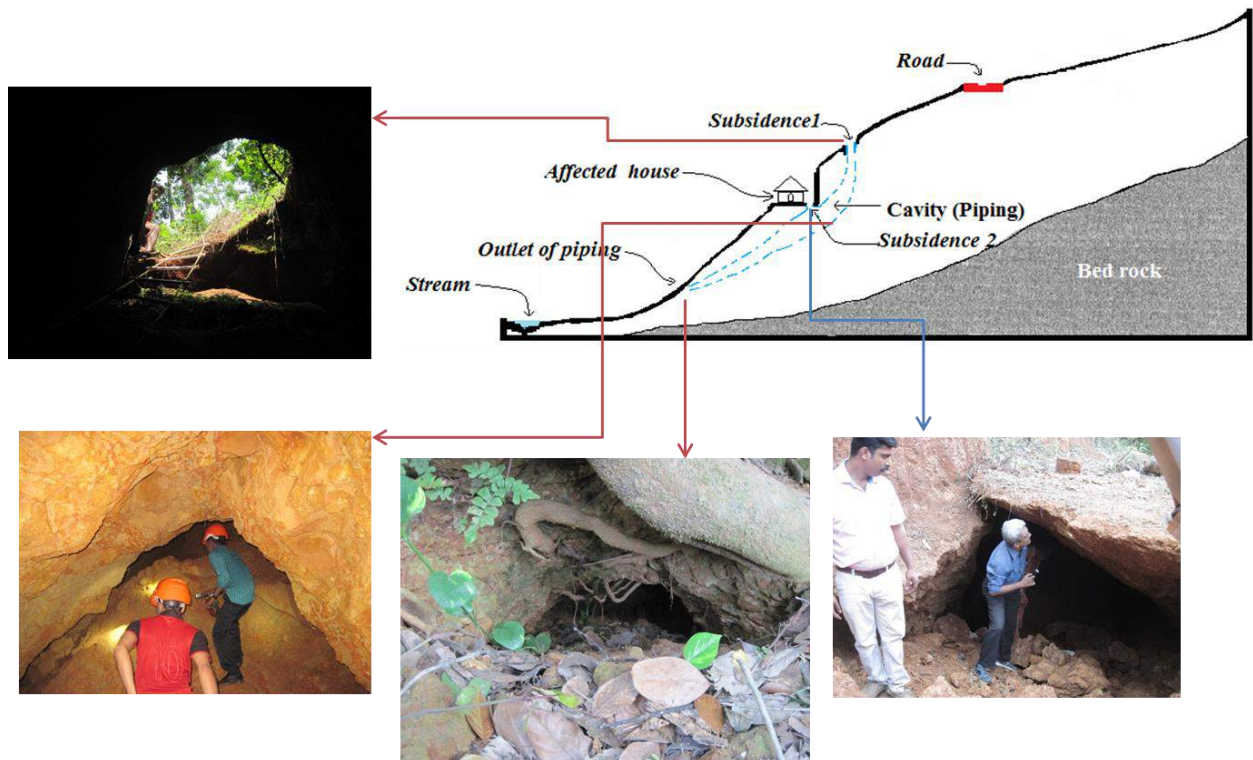 Road
Subsidence1
Affected house
Cavity (Piping)
Subsidence 2
Outlet of piping
Bed rock
Stream